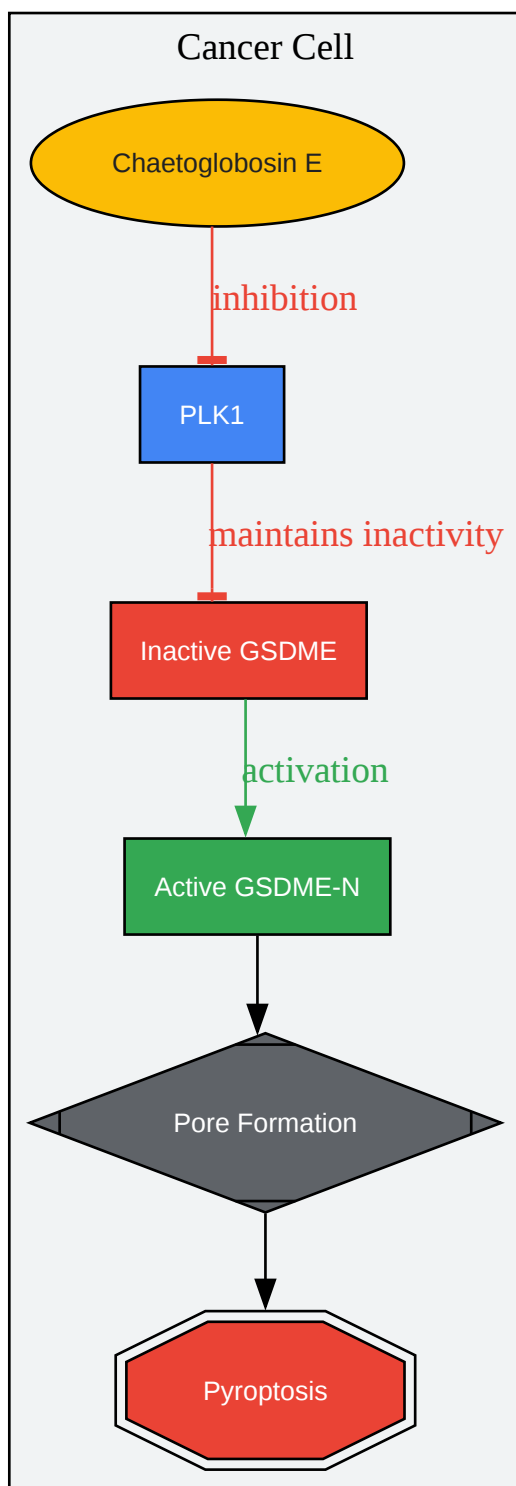 Cancer Cell
Chaetoglobosin E
inhibition
PLK1
maintains inactivity
Inactive GSDME
activation
Active GSDME-N
Pore Formation
Pyroptosis